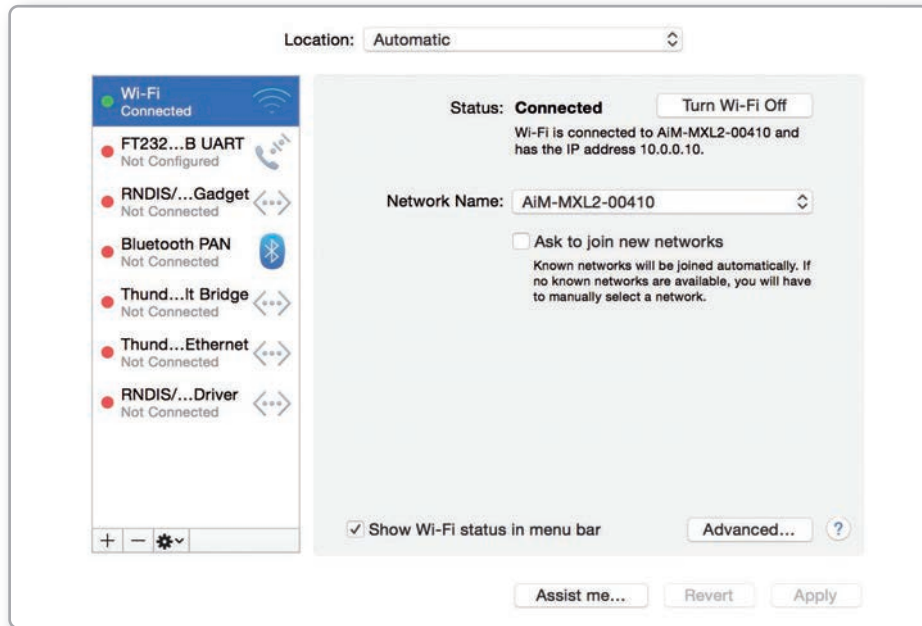 Location: Automatic
Wi-Fi
Connected
FT232...B UART
Not Configured
RNDIS/...Gadget
Not Connected
Bluetooth PAN
Not Connected
Thund...lt Bridge
Not Connected
Thund...Ethernet
Not Connected
RNDIS/...Driver
Not Connected
Status: Connected
Turn Wi-Fi Off
Wi-Fi is connected to AiM-MXL2-00410 and
has the IP address 10.0.0.10.
Network Name: AiM-MXL2-00410
Ask to join new networks
Known networks will be joined automatically. If
no known networks are available, you will have
to manually select a network.
Show Wi-Fi status in menu bar
Advanced...
?
Assist me...
Revert
Apply